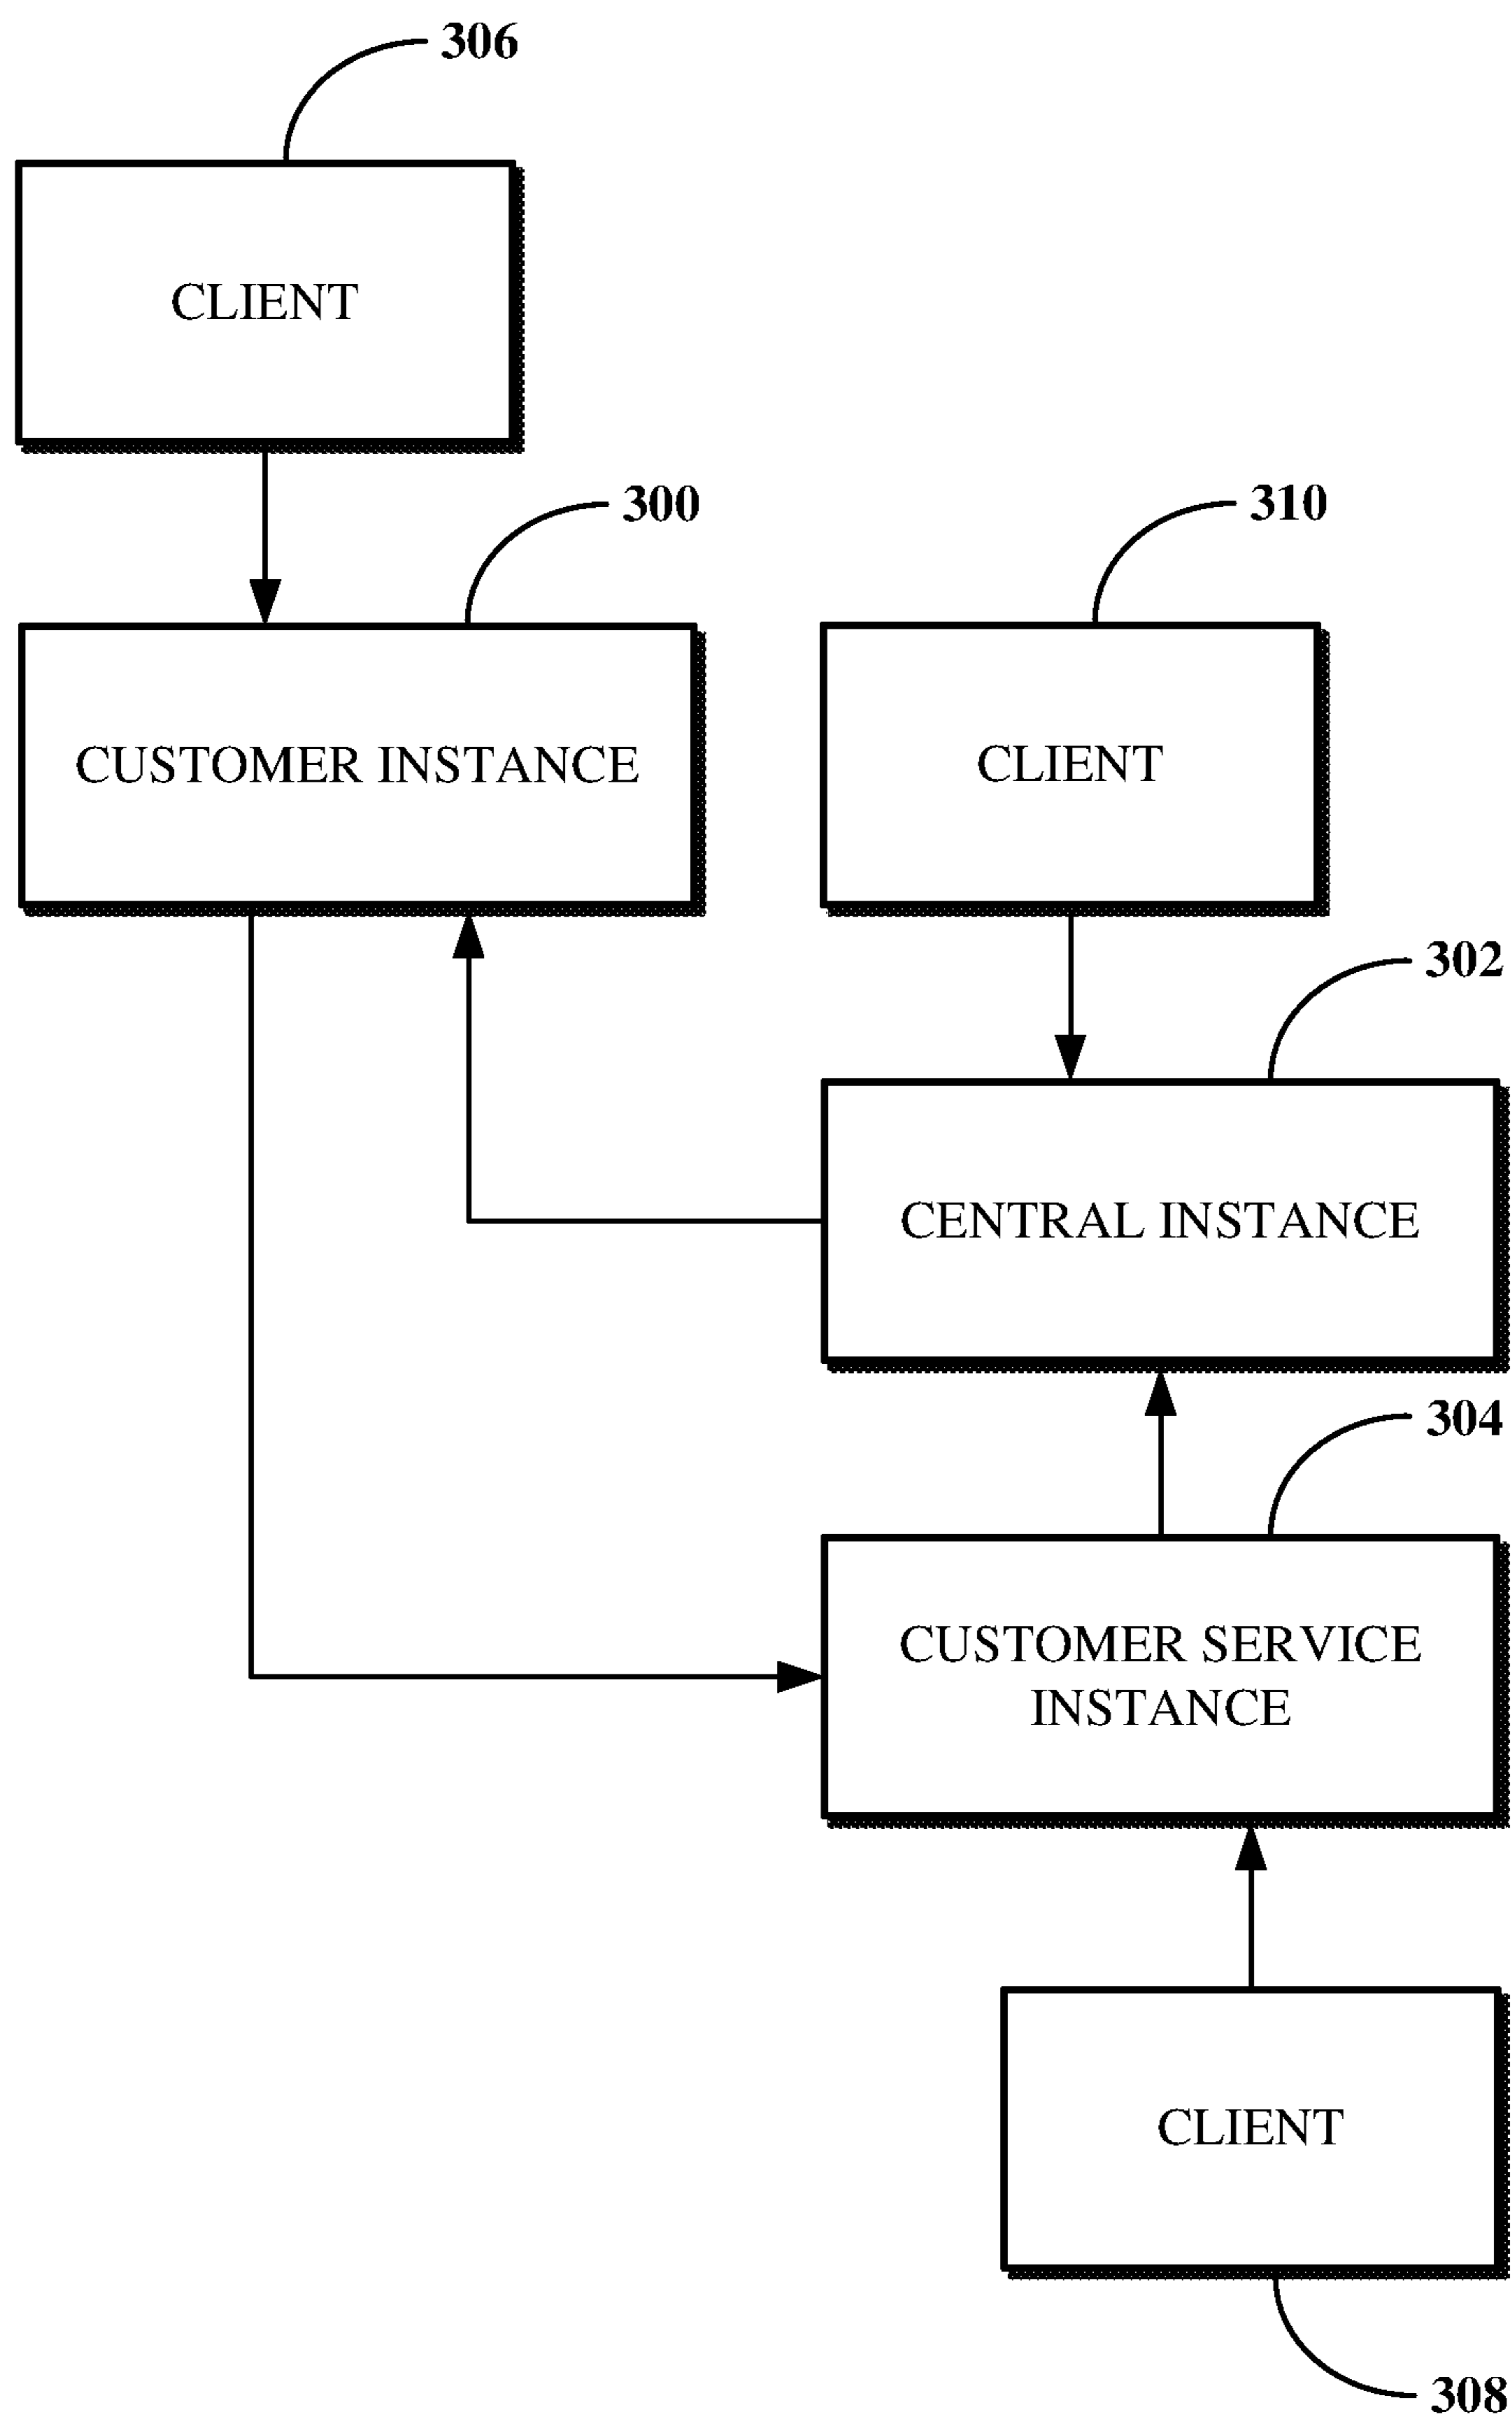 306
CLIENT
300
310
CUSTOMER INSTANCE
CLIENT
302
CENTRAL INSTANCE
304
CUSTOMER SERVICE
INSTANCE
CLIENT
308